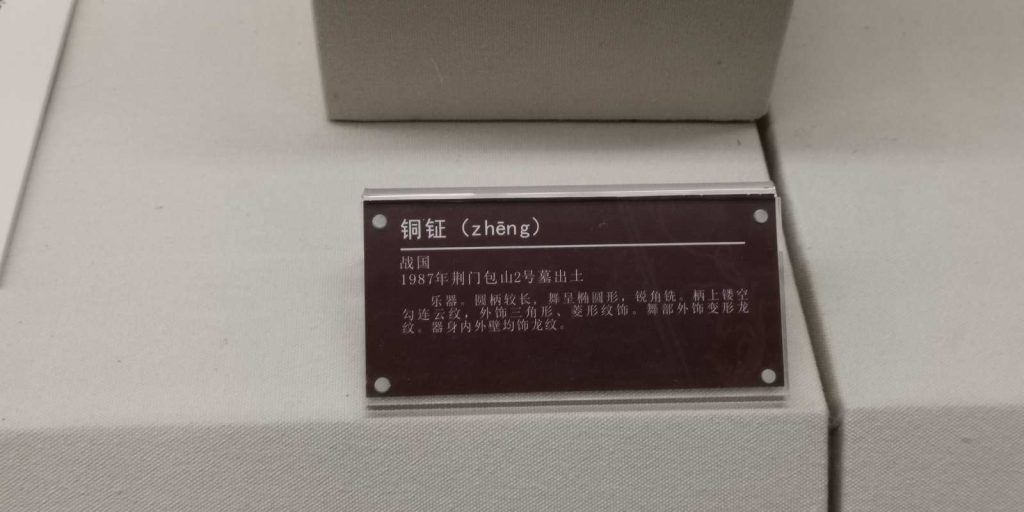 铜钲（zhēng）
战国
1987年荆门包山2号墓出土
乐器。圆柄较长，舞呈椭圆形，锐角铣。柄上镂空
勾连云纹，外饰三角形、菱形纹饰。舞部外饰变形龙
纹。器身内外壁均饰龙纹。